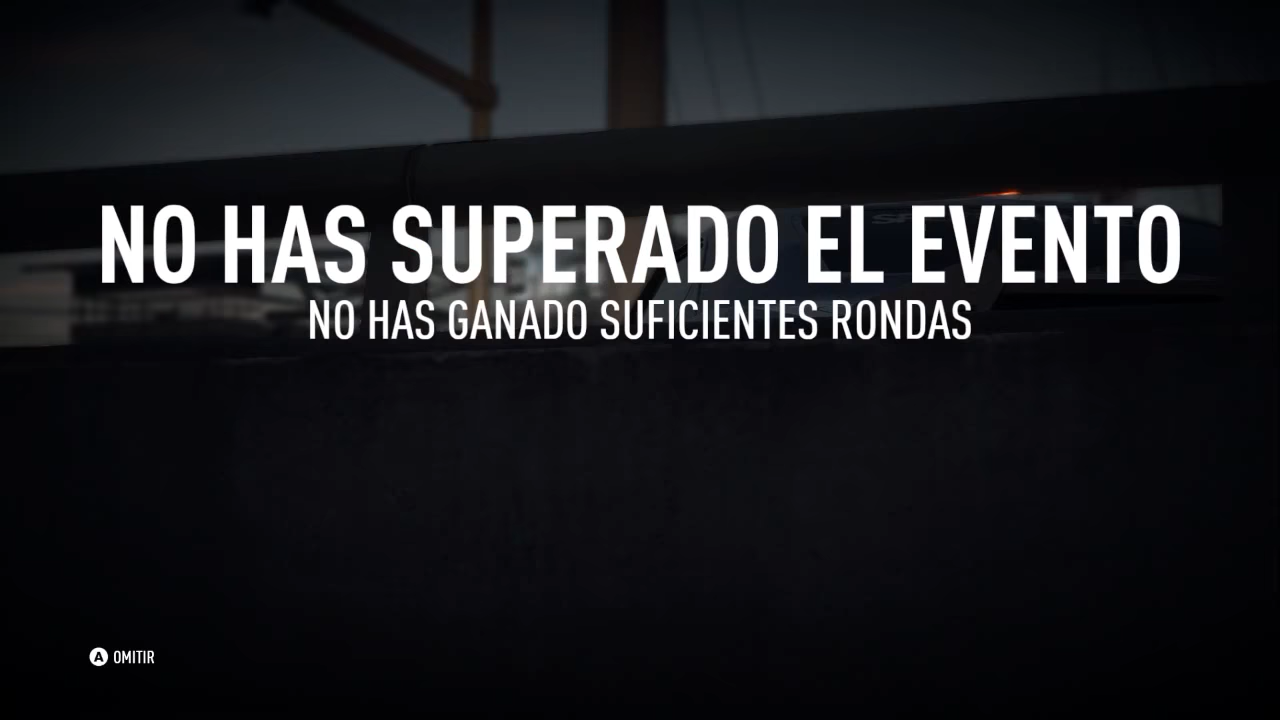 NO HAS SUPERADO EL EVENTO
NO HAS GANADO SUFICIENTES RONDAS
A OMITIR